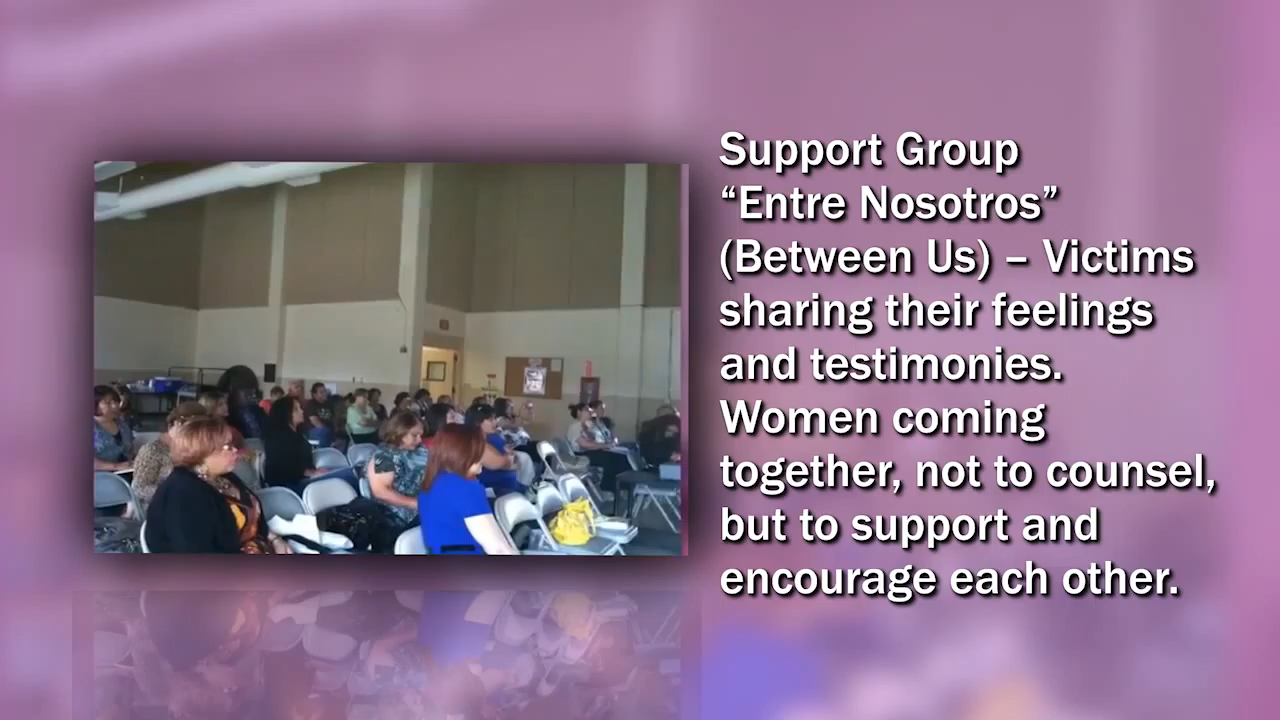 Support Group
“Entre Nosotros”
(Between Us) – Victims
sharing their feelings
and testimonies.
Women coming
together, not to counsel,
but to support and
encourage each other.